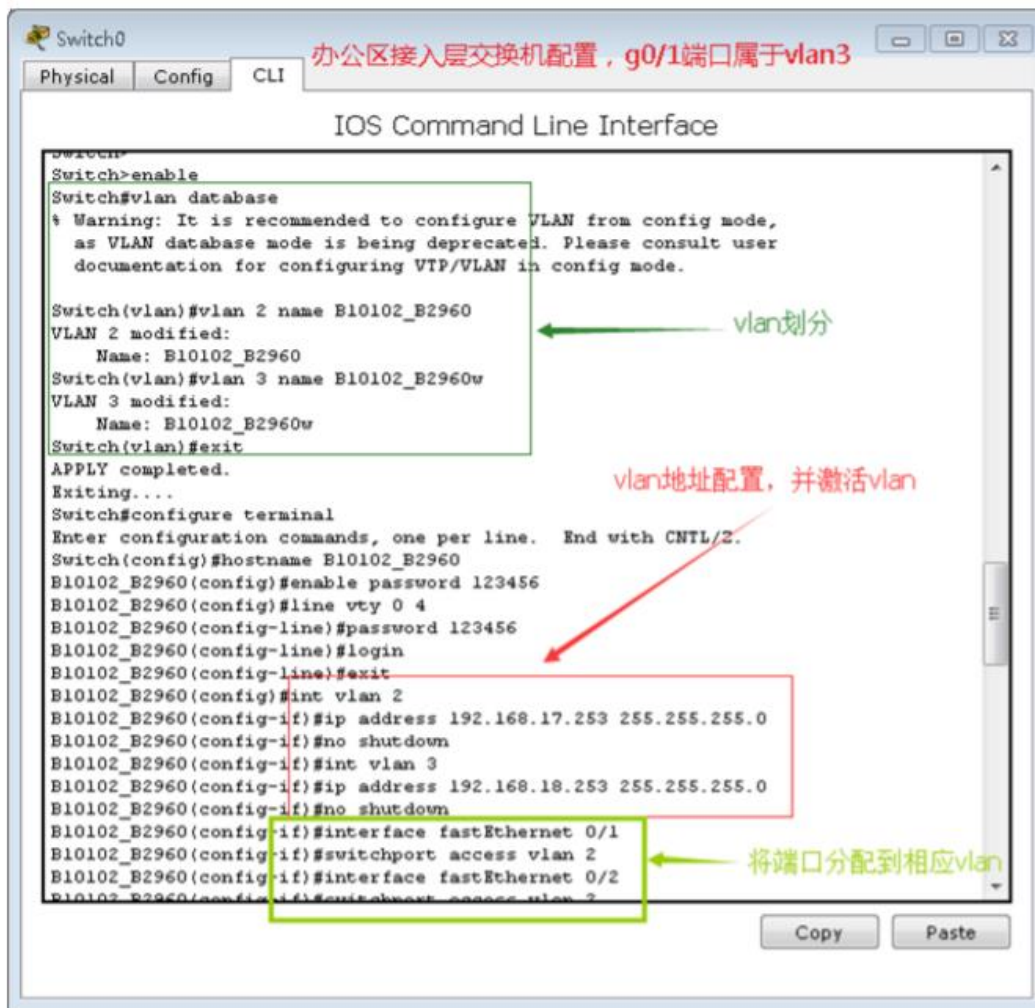 Switch0
办公区接入层交换机配置，g0/1端口属于vlan3
Physical
Config
CLI
IOS Command Line Interface
Switch>
Switch>enable
Switch#vlan database
% Warning: It is recommended to configure VLAN from config mode,
as VLAN database mode is being deprecated. Please consult user
documentation for configuring VTP/VLAN in config mode.
Switch(vlan)#vlan 2 name B10102_B2960
VLAN 2 modified:
Name: B10102_B2960
Switch(vlan)#vlan 3 name B10102_B2960w
VLAN 3 modified:
Name: B10102_B2960w
Switch(vlan)#exit
APPLY completed.
Exiting....
Switch#configure terminal
Enter configuration commands, one per line.  End with CNTL/Z.
Switch(config)#hostname B10102_B2960
B10102_B2960(config)#enable password 123456
B10102_B2960(config)#line vty 0 4
B10102_B2960(config-line)#password 123456
B10102_B2960(config-line)#login
B10102_B2960(config-line)#exit
B10102_B2960(config)#int vlan 2
B10102_B2960(config-if)#ip address 192.168.17.253 255.255.255.0
B10102_B2960(config-if)#no shutdown
B10102_B2960(config-if)#int vlan 3
B10102_B2960(config-if)#ip address 192.168.18.253 255.255.255.0
B10102_B2960(config-if)#no shutdown
B10102_B2960(config-if)#interface fastEthernet 0/1
B10102_B2960(config-if)#switchport access vlan 2
B10102_B2960(config-if)#interface fastEthernet 0/2
B10102_B2960(config-if)#switchport access vlan 2
vlan划分
vlan地址配置，并激活vlan
将端口分配到相应vlan
Copy
Paste